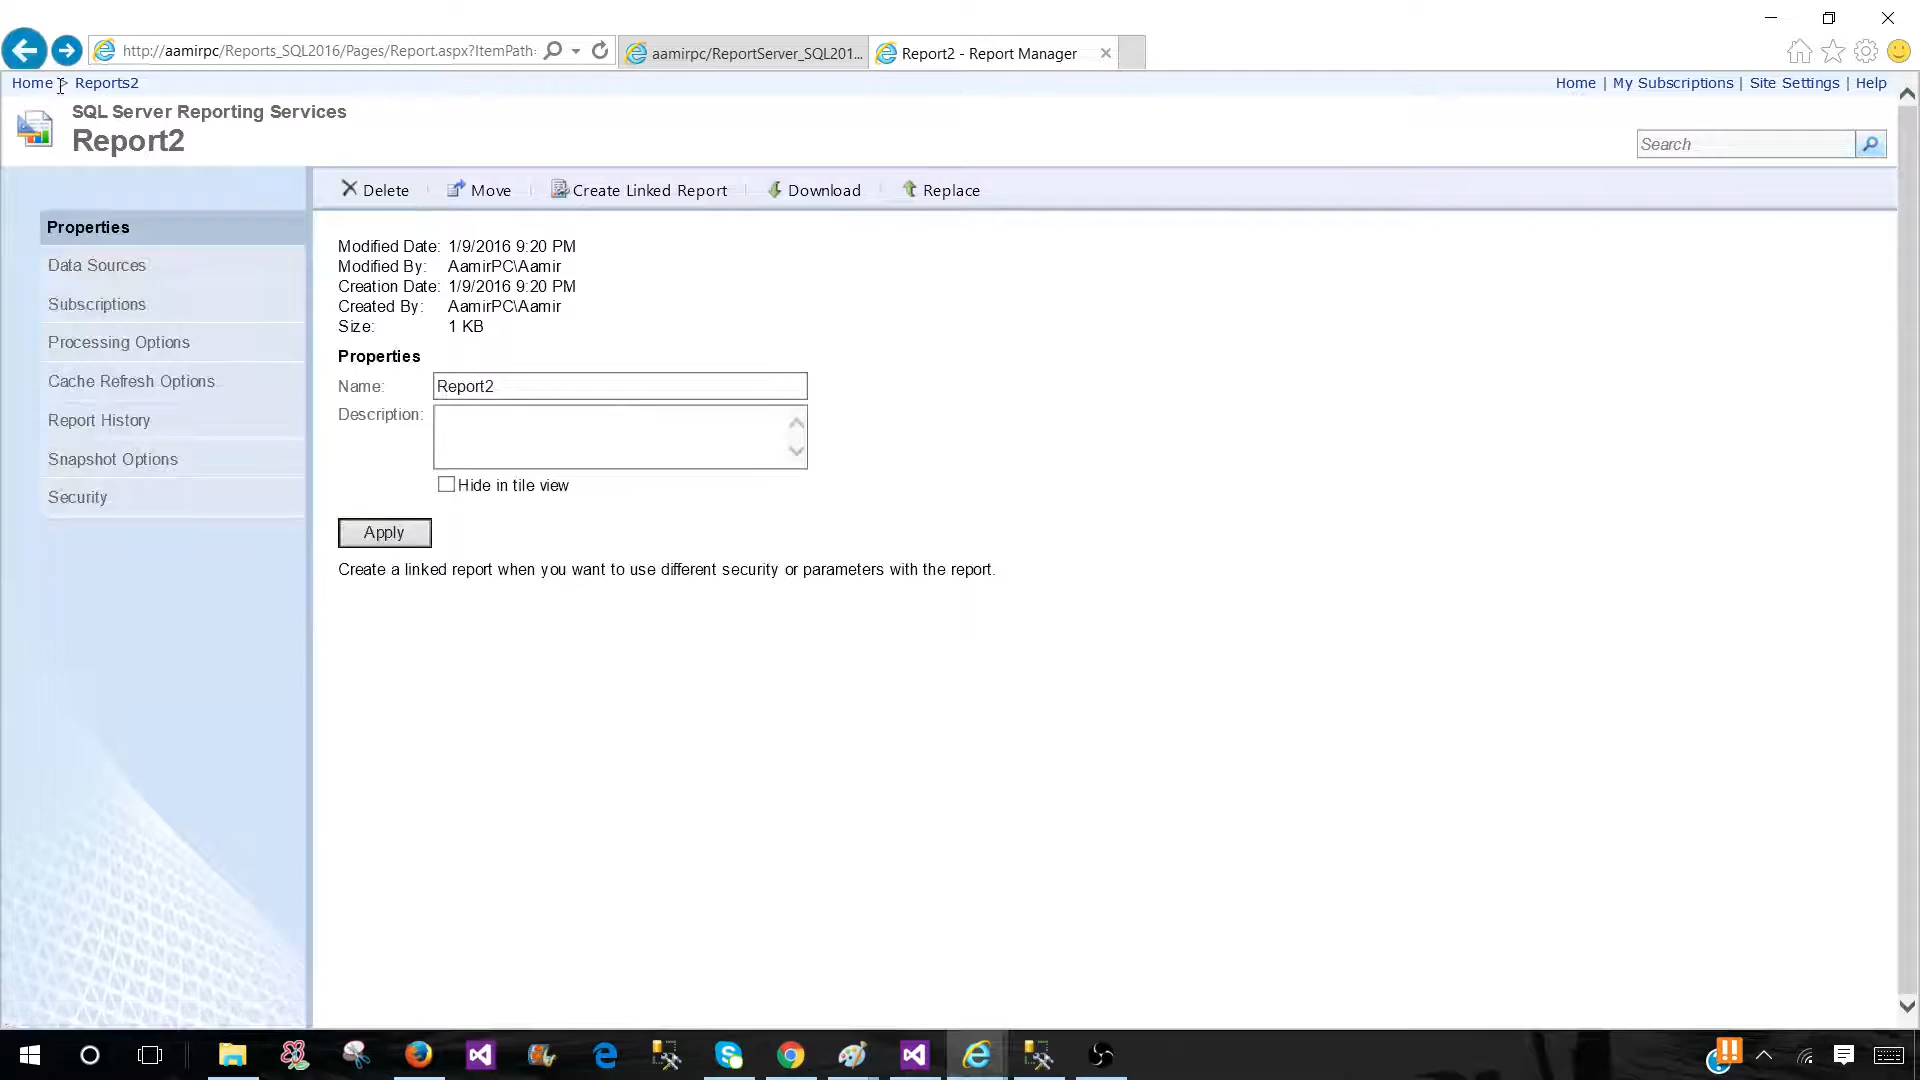 http://aamirpc/Reports_SQL2016/Pages/Report.aspx?ItemPath=
aamirpc/ReportServer_SQL201...
Report2 - Report Manager
Home > Reports2
Home | My Subscriptions | Site Settings | Help
SQL Server Reporting Services
Report2
Search
Delete
Move
Create Linked Report
Download
Replace
Properties
Data Sources
Subscriptions
Processing Options
Cache Refresh Options
Report History
Snapshot Options
Security
Modified Date: 1/9/2016 9:20 PM
Modified By: AamirPC\Aamir
Creation Date: 1/9/2016 9:20 PM
Created By: AamirPC\Aamir
Size: 1 KB
Properties
Name: Report2
Description:
Hide in tile view
Apply
Create a linked report when you want to use different security or parameters with the report.